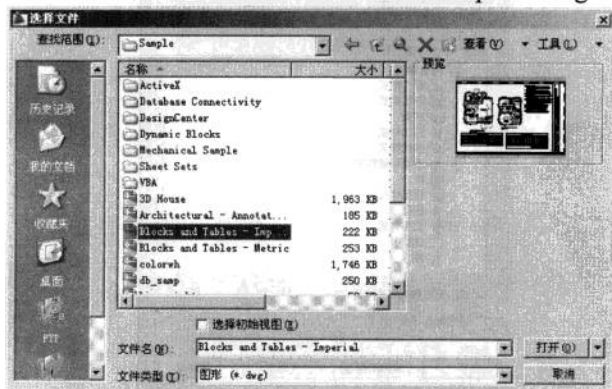 选择文件
查找范围(I): Sample 查看(V) 工具(L)
名称 大小 预览
ActiveX
Database Connectivity
DesignCenter
Dynamic Blocks
Mechanical Sample
Sheet Sets
VBA
3D House 1,963 KB
Architectural - Annotat... 185 KB
Blocks and Tables - Imp... 222 KB
Blocks and Tables - Metric 253 KB
colorwh 1,746 KB
db_samp 250 KB
历史记录
我的文档
收藏夹
桌面
FTP
选择初始视图(I)
文件名(N): Blocks and Tables - Imperial 打开(O)
文件类型(T): 图形 (*.dwg) 取消